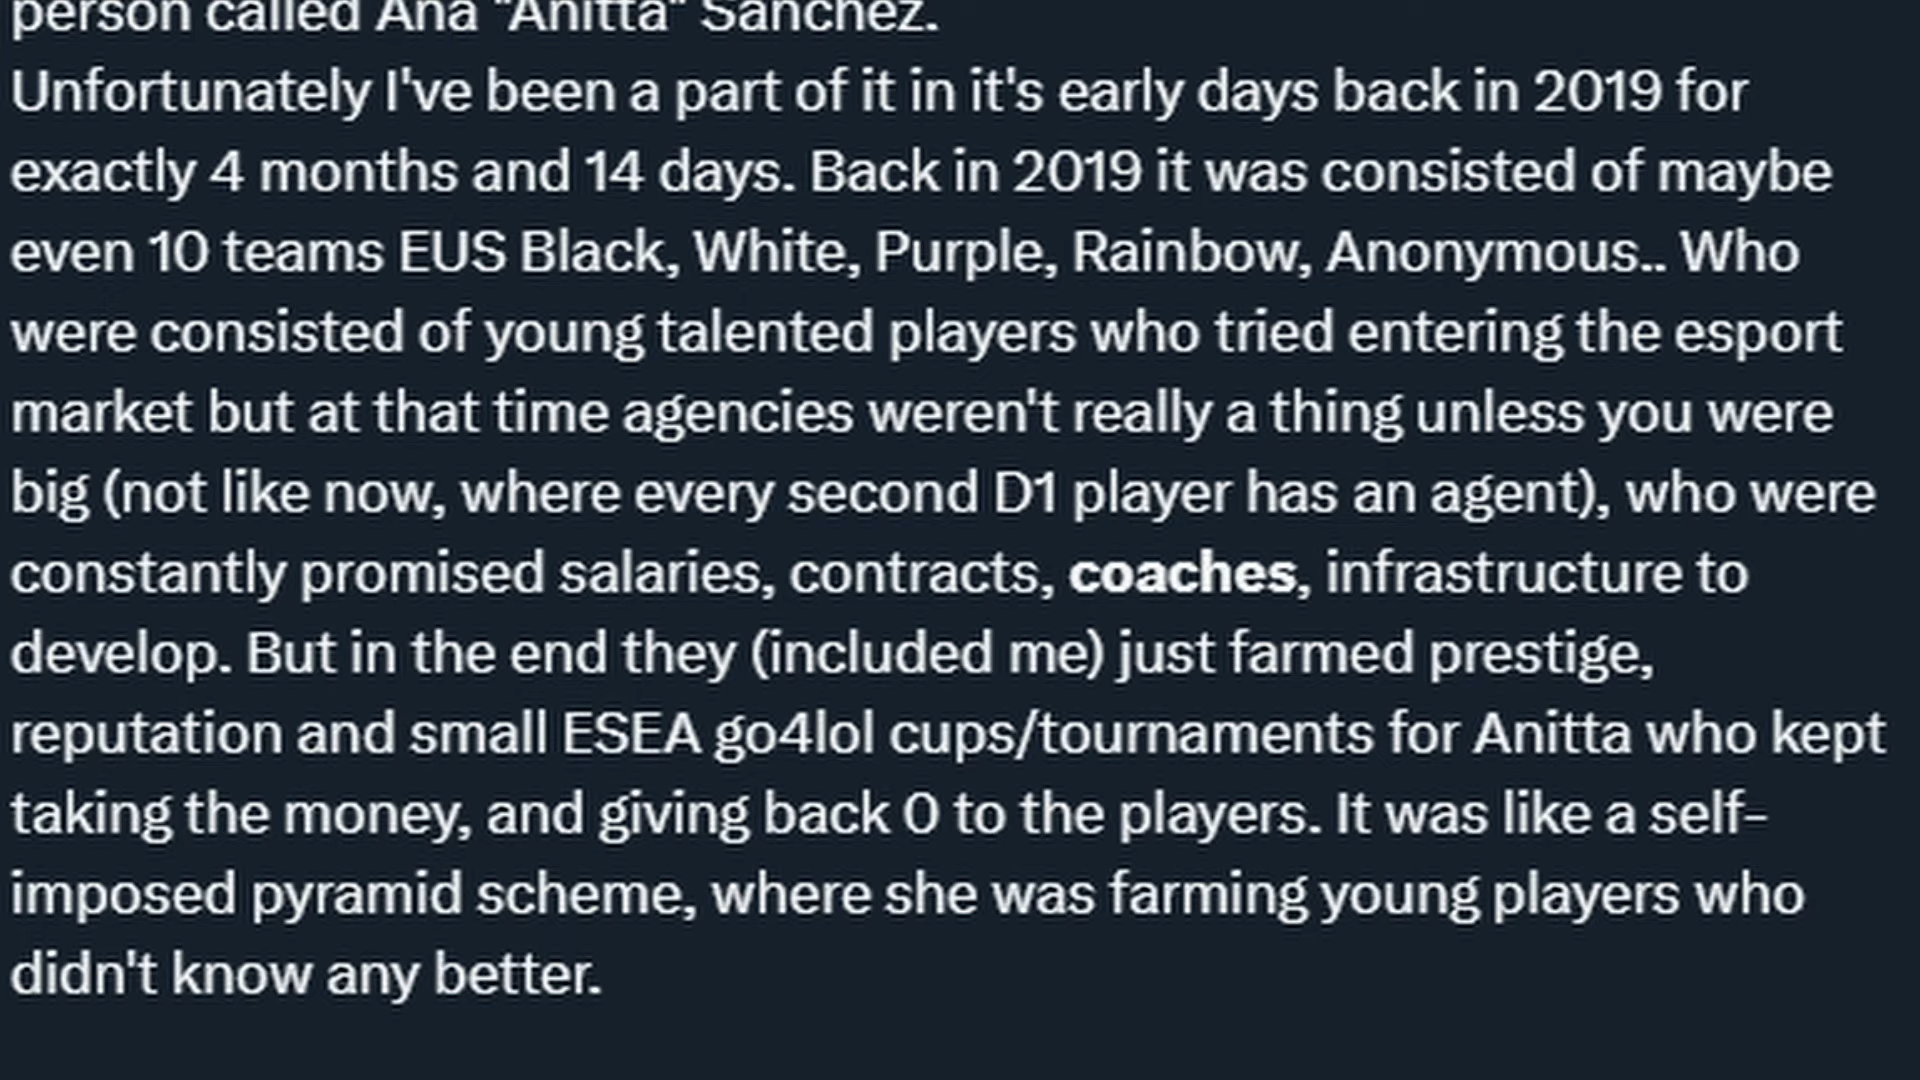 person called Ana "Anitta" Sanchez.
Unfortunately I've been a part of it in it's early days back in 2019 for
exactly 4 months and 14 days. Back in 2019 it was consisted of maybe
even 10 teams EUS Black, White, Purple, Rainbow, Anonymous.. Who
were consisted of young talented players who tried entering the esport
market but at that time agencies weren't really a thing unless you were
big (not like now, where every second D1 player has an agent), who were
constantly promised salaries, contracts, coaches, infrastructure to
develop. But in the end they (included me) just farmed prestige,
reputation and small ESEA go4lol cups/tournaments for Anitta who kept
taking the money, and giving back 0 to the players. It was like a self-
imposed pyramid scheme, where she was farming young players who
didn't know any better.